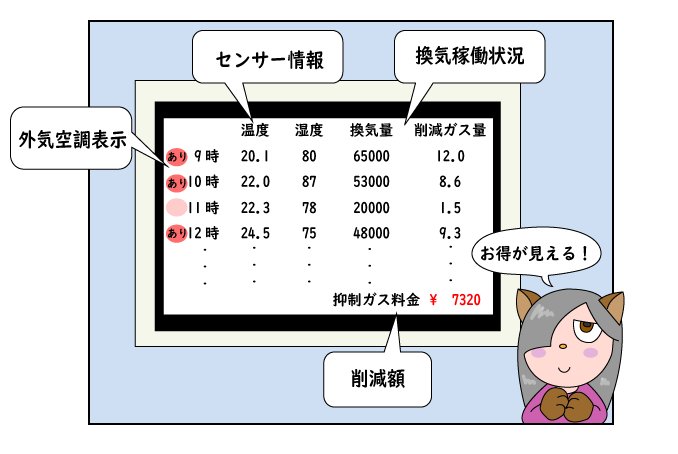 センサー情報
換気稼働状況
外気空調表示
温度 湿度 換気量 削減ガス量
あり 9時 20.1 80 65000 12.0
あり 10時 22.0 87 53000 8.6
11時 22.3 78 20000 1.5
あり 12時 24.5 75 48000 9.3
抑制ガス料金 ¥ 7320
お得が見える！
削減額